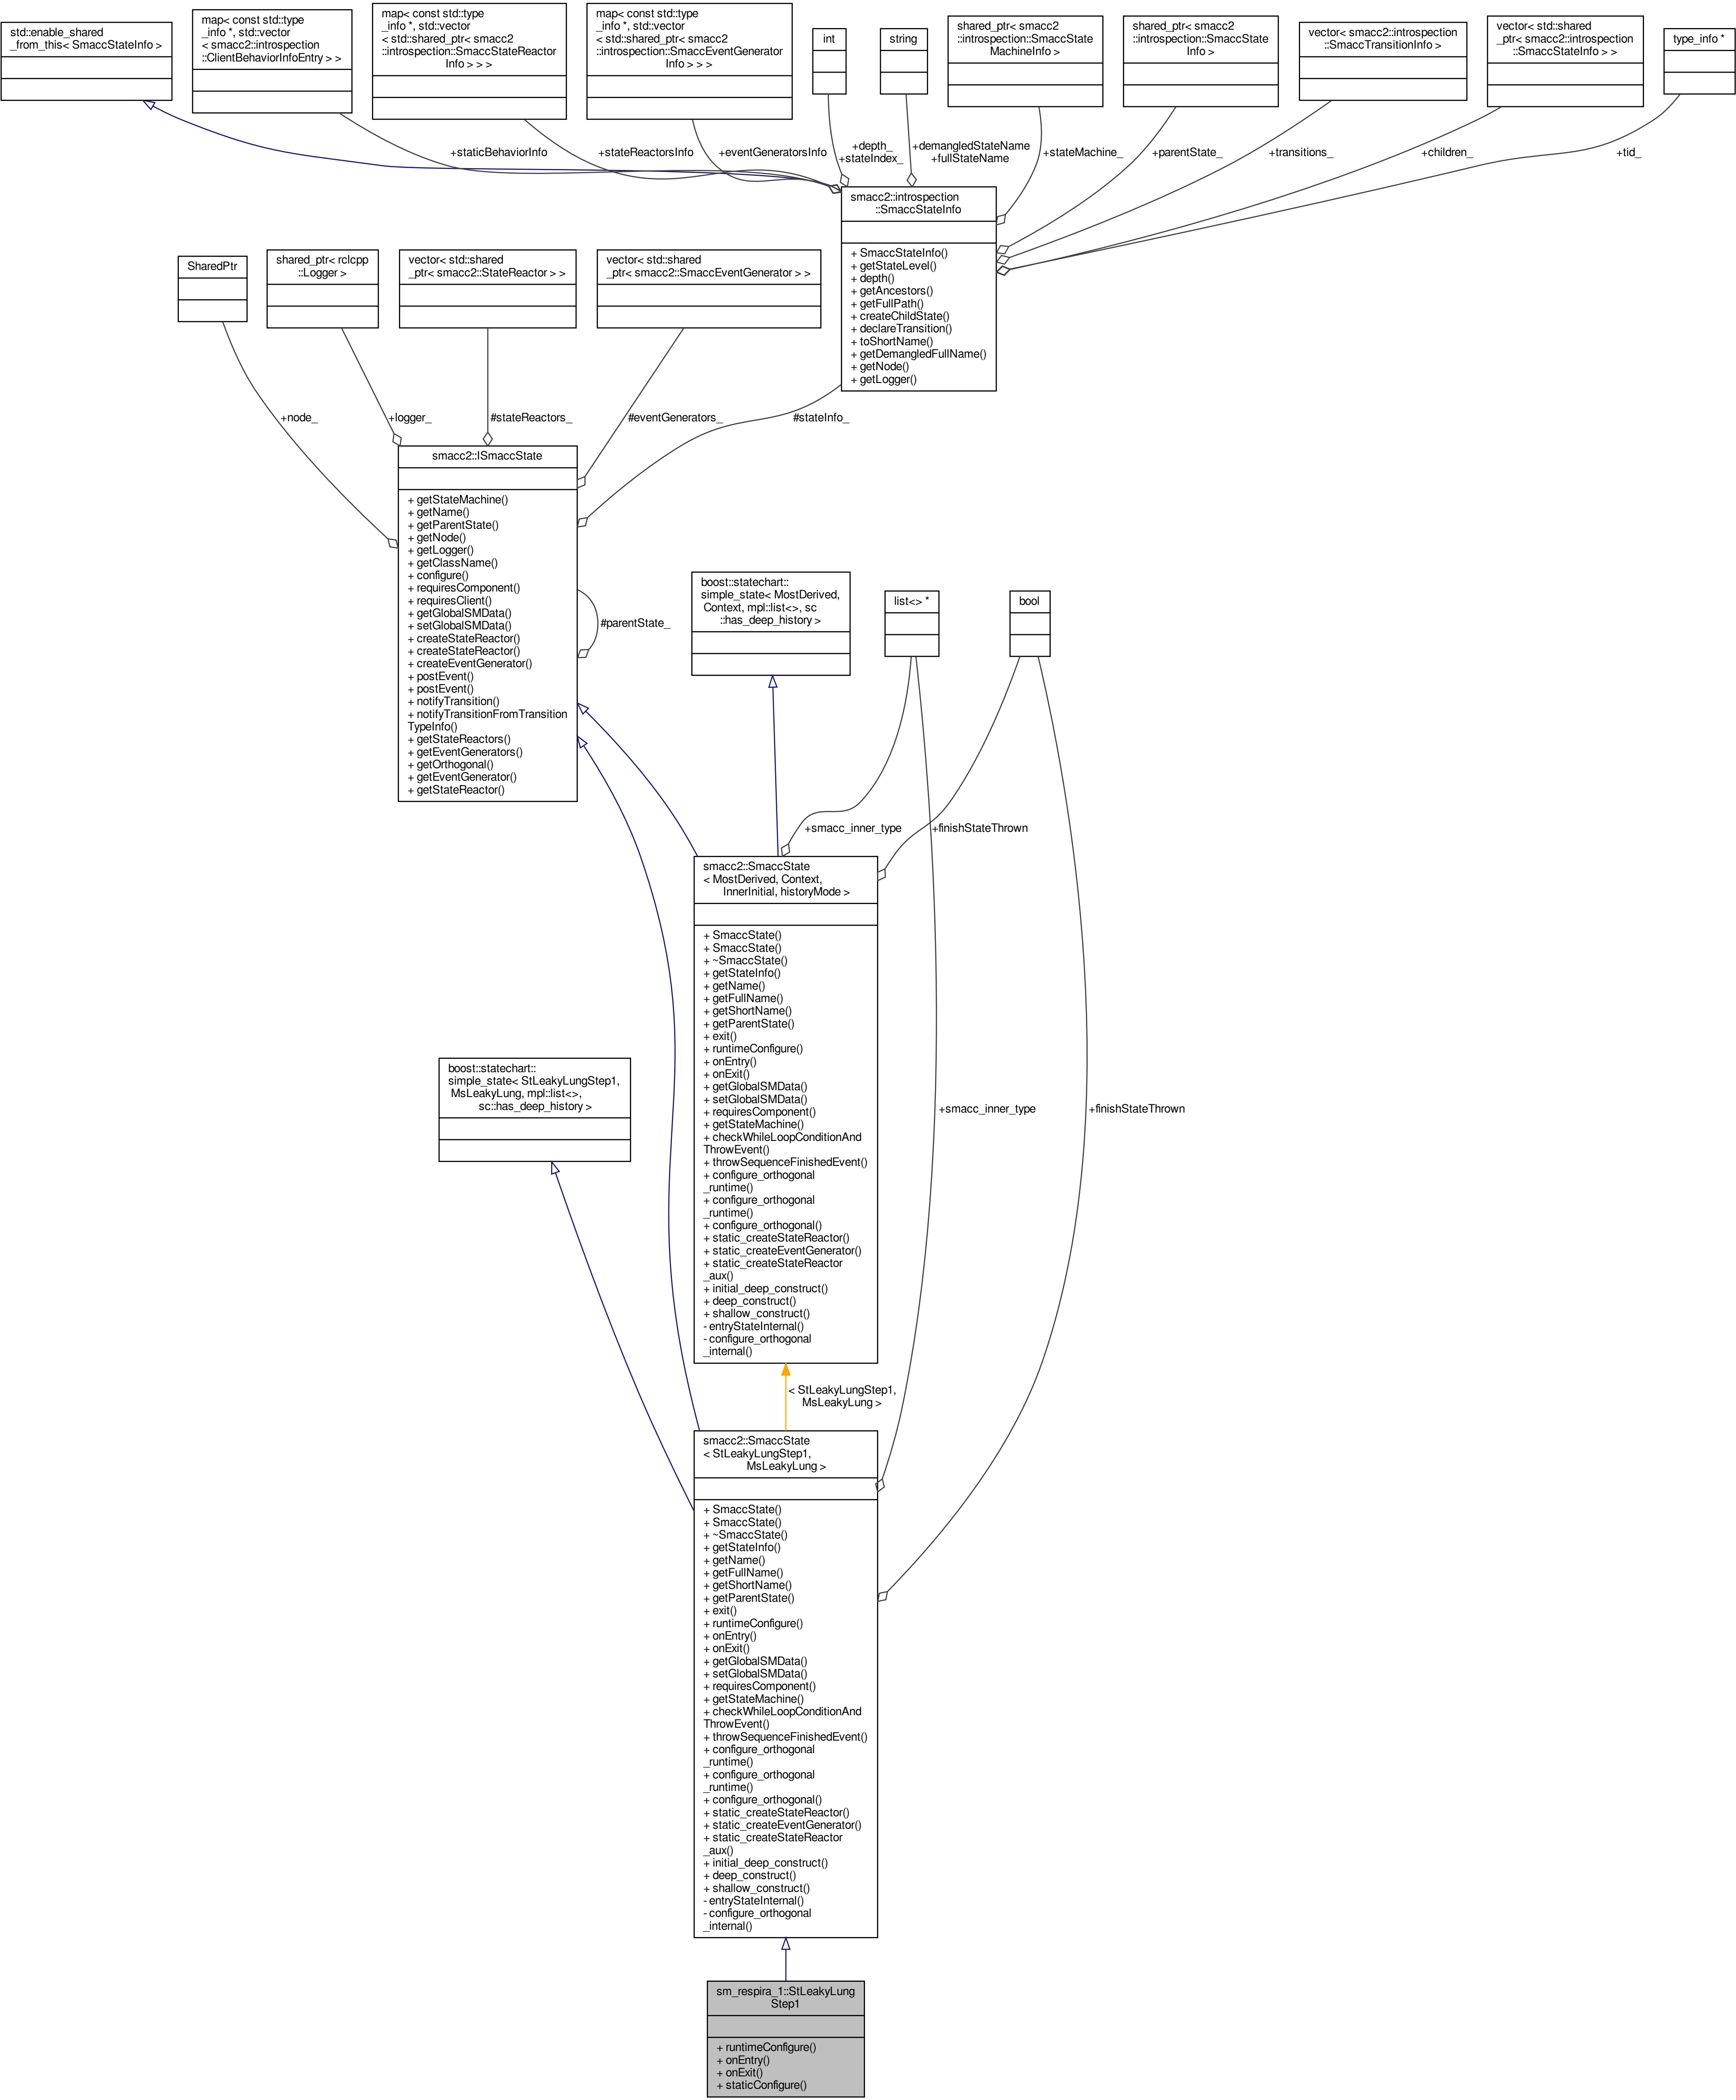 std::enable_shared
_from_this< SmaccStateInfo >
map< const std::type
_info *, std::vector
< smacc2::introspection
::ClientBehaviorInfoEntry > >
map< const std::type
_info *, std::vector
< std::shared_ptr< smacc2
::introspection::SmaccStateReactor
Info > > >
map< const std::type
_info *, std::vector
< std::shared_ptr< smacc2
::introspection::SmaccEventGenerator
Info > > >
int
string
shared_ptr< smacc2
::introspection::SmaccState
MachineInfo >
shared_ptr< smacc2
::introspection::SmaccState
Info >
vector< smacc2::introspection
::SmaccTransitionInfo >
vector< std::shared
_ptr< smacc2::introspection
::SmaccStateInfo > >
type_info *
+staticBehaviorInfo
+stateReactorsInfo
+eventGeneratorsInfo
+depth_
+stateIndex_
+demangledStateName
+fullStateName
+stateMachine_
+parentState_
+transitions_
+children_
+tid_
smacc2::introspection
::SmaccStateInfo
+ SmaccStateInfo()
+ getStateLevel()
+ depth()
+ getAncestors()
+ getFullPath()
+ createChildState()
+ declareTransition()
+ toShortName()
+ getDemangledFullName()
+ getNode()
+ getLogger()
SharedPtr
shared_ptr< rclcpp
::Logger >
vector< std::shared
_ptr< smacc2::StateReactor > >
vector< std::shared
_ptr< smacc2::SmaccEventGenerator > >
+node_
+logger_
#stateReactors_
#eventGenerators_
#stateInfo_
smacc2::ISmaccState
+ getStateMachine()
+ getName()
+ getParentState()
+ getNode()
+ getLogger()
+ getClassName()
+ configure()
+ requiresComponent()
+ requiresClient()
+ getGlobalSMData()
+ setGlobalSMData()
+ createStateReactor()
+ createStateReactor()
+ createEventGenerator()
+ postEvent()
+ postEvent()
+ notifyTransition()
+ notifyTransitionFromTransition
TypeInfo()
+ getStateReactors()
+ getEventGenerators()
+ getOrthogonal()
+ getEventGenerator()
+ getStateReactor()
#parentState_
boost::statechart::
simple_state< MostDerived,
Context, mpl::list<>, sc
::has_deep_history >
list<> *
bool
+smacc_inner_type
+finishStateThrown
smacc2::SmaccState
< MostDerived, Context,
InnerInitial, historyMode >
+ SmaccState()
+ SmaccState()
+ ~SmaccState()
+ getStateInfo()
+ getName()
+ getFullName()
+ getShortName()
+ getParentState()
+ exit()
+ runtimeConfigure()
+ onEntry()
+ onExit()
+ getGlobalSMData()
+ setGlobalSMData()
+ requiresComponent()
+ getStateMachine()
+ checkWhileLoopConditionAnd
ThrowEvent()
+ throwSequenceFinishedEvent()
+ configure_orthogonal
_runtime()
+ configure_orthogonal
_runtime()
+ configure_orthogonal()
+ static_createStateReactor()
+ static_createEventGenerator()
+ static_createStateReactor
_aux()
+ initial_deep_construct()
+ deep_construct()
+ shallow_construct()
- entryStateInternal()
- configure_orthogonal
_internal()
boost::statechart::
simple_state< StLeakyLungStep1,
MsLeakyLung, mpl::list<>,
sc::has_deep_history >
+smacc_inner_type
+finishStateThrown
< StLeakyLungStep1,
MsLeakyLung >
smacc2::SmaccState
< StLeakyLungStep1,
MsLeakyLung >
+ SmaccState()
+ SmaccState()
+ ~SmaccState()
+ getStateInfo()
+ getName()
+ getFullName()
+ getShortName()
+ getParentState()
+ exit()
+ runtimeConfigure()
+ onEntry()
+ onExit()
+ getGlobalSMData()
+ setGlobalSMData()
+ requiresComponent()
+ getStateMachine()
+ checkWhileLoopConditionAnd
ThrowEvent()
+ throwSequenceFinishedEvent()
+ configure_orthogonal
_runtime()
+ configure_orthogonal
_runtime()
+ configure_orthogonal()
+ static_createStateReactor()
+ static_createEventGenerator()
+ static_createStateReactor
_aux()
+ initial_deep_construct()
+ deep_construct()
+ shallow_construct()
- entryStateInternal()
- configure_orthogonal
_internal()
sm_respira_1::StLeakyLung
Step1
+ runtimeConfigure()
+ onEntry()
+ onExit()
+ staticConfigure()